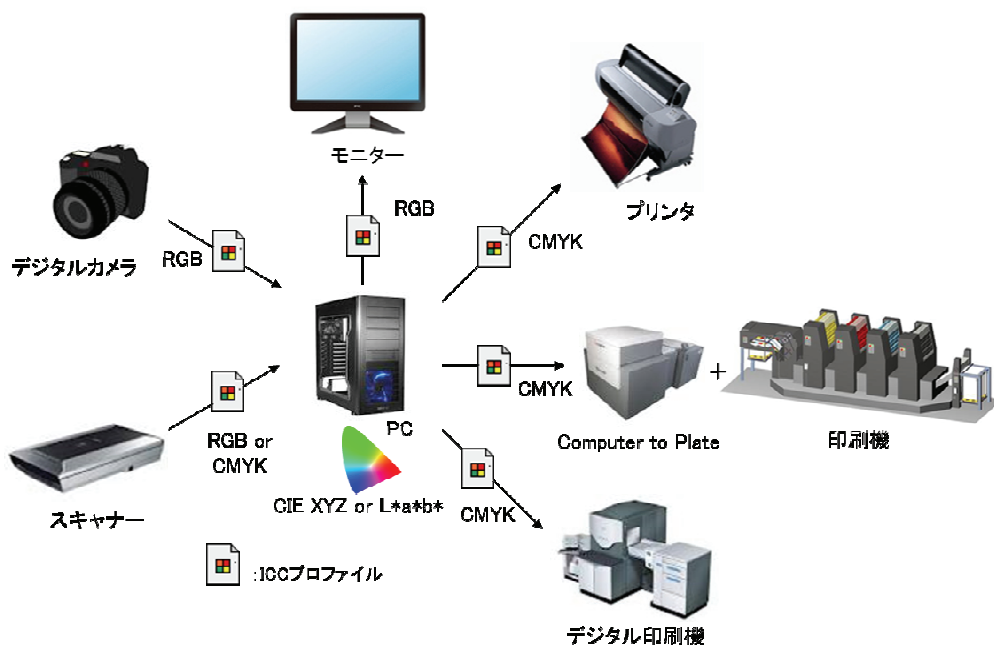 モニター
RGB
プリンタ
CMYK
デジタルカメラ
RGB
PC
CMYK
Computer to Plate
+
印刷機
RGB or
CMYK
スキャナー
CIE XYZ or L*a*b*
CMYK
:ICCプロファイル
デジタル印刷機